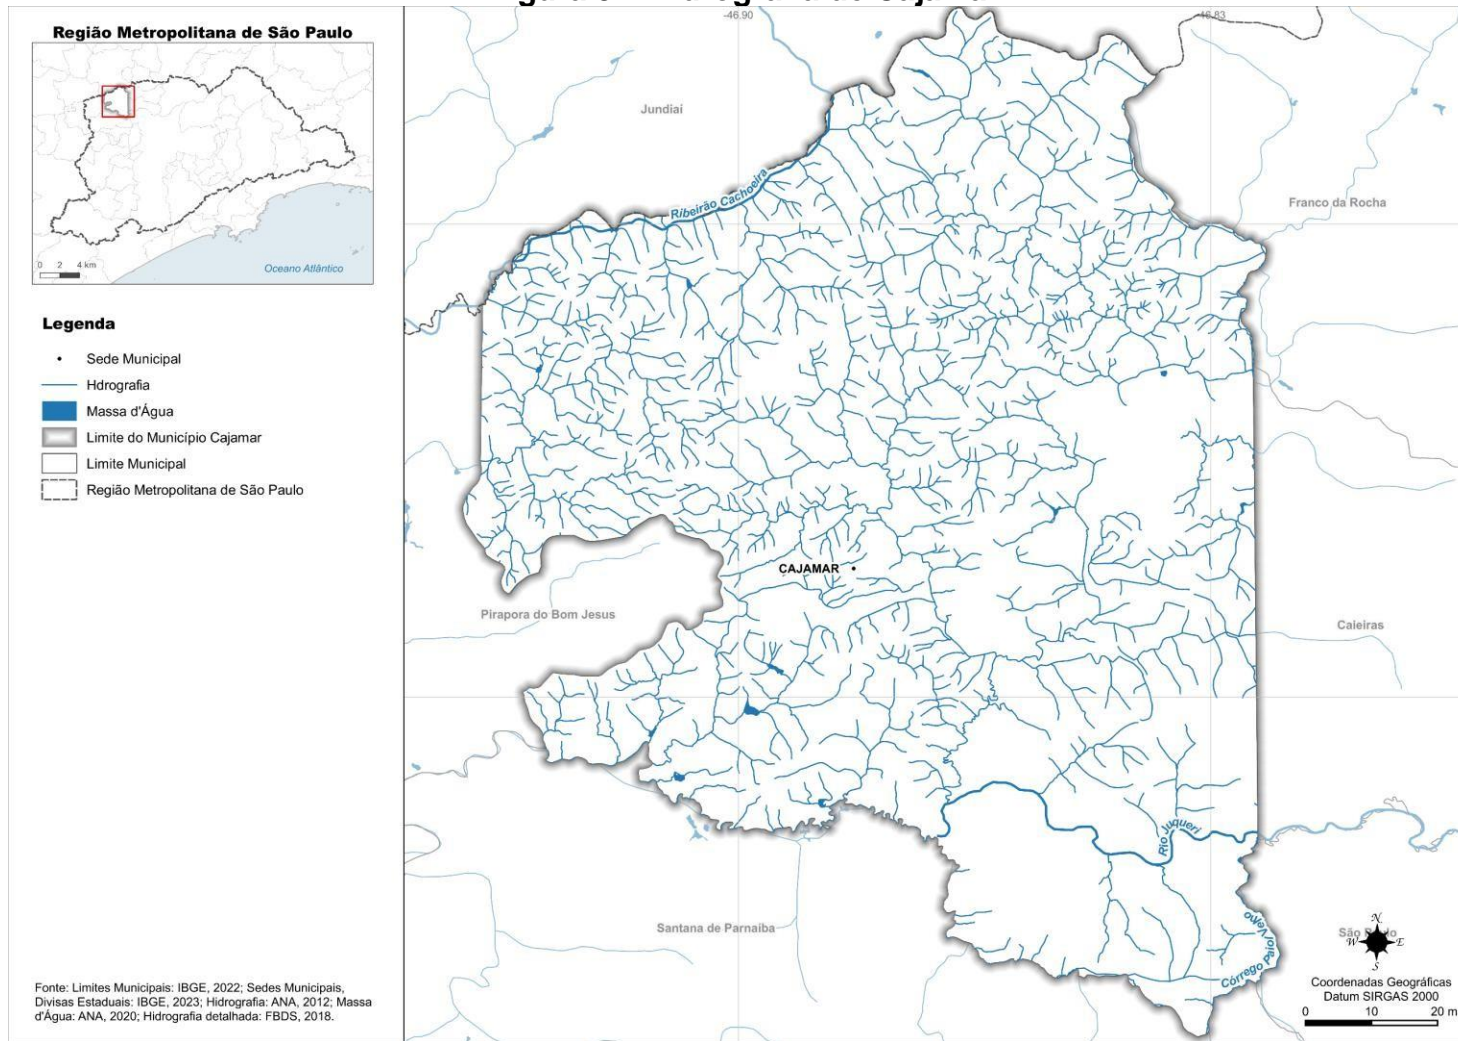 Região Metropolitana de São Paulo
0 2 4 km
Oceano Atlântico
Legenda
Sede Municipal
Hdrografia
Massa d'Água
Limite do Município Cajamar
Limite Municipal
Região Metropolitana de São Paulo
Fonte: Limites Municipais: IBGE, 2022; Sedes Municipais,
Divisas Estaduais: IBGE, 2023; Hidrografia: ANA, 2012; Massa
d'Água: ANA, 2020; Hidrografia detalhada: FBDS, 2018.
-46.90
-46.83
Jundiaí
Ribeirão Cachoeira
Franco da Rocha
CAJAMAR
Pirapora do Bom Jesus
Caieiras
Rio Juqueri
Santana de Parnaíba
Córrego Paiol Velho
São Paulo
N
W E
S
Coordenadas Geográficas
Datum SIRGAS 2000
0 10 20 m